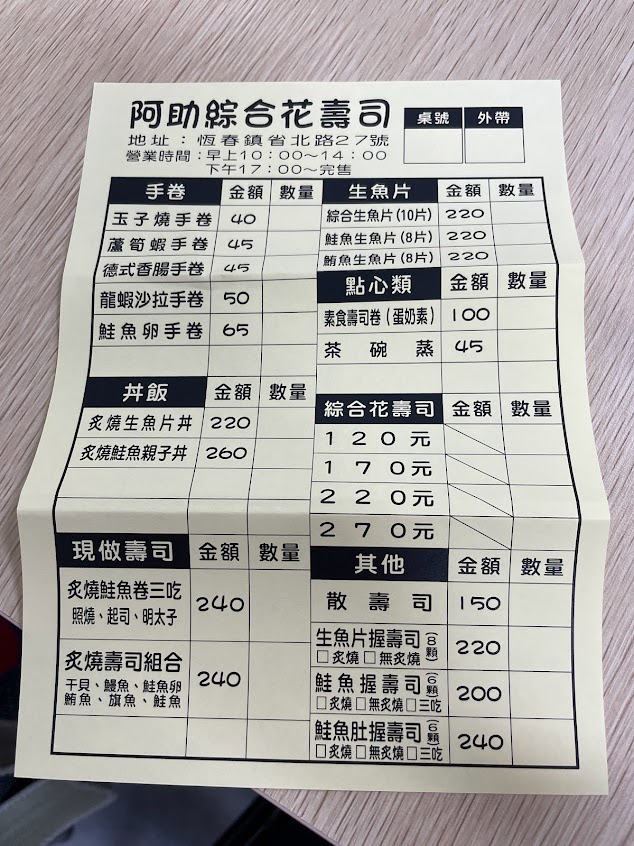 阿助綜合花壽司
地址：恆春鎮省北路27號
營業時間：早上10：00～14：00
下午17：00～完售
桌號 外帶
手卷 金額 數量
玉子燒手卷 40
蘆筍蝦手卷 45
德式香腸手卷 45
龍蝦沙拉手卷 50
鮭魚卵手卷 65
丼飯 金額 數量
炙燒生魚片丼 220
炙燒鮭魚親子丼 260
現做壽司 金額 數量
炙燒鮭魚卷三吃 240
照燒、起司、明太子
炙燒壽司組合 240
干貝、鰻魚、鮭魚卵
鮪魚、旗魚、鮭魚
生魚片 金額 數量
綜合生魚片(10片) 220
鮭魚生魚片(8片) 220
鮪魚生魚片(8片) 220
點心類 金額 數量
素食壽司卷(蛋奶素) 100
茶碗蒸 45
綜合花壽司 金額 數量
120元
170元
220元
270元
其他 金額 數量
散壽司 150
生魚片握壽司(8顆) 220
□炙燒 □無炙燒
鮭魚握壽司(6顆) 200
□炙燒 □無炙燒 □三吃
鮭魚肚握壽司(6顆) 240
□炙燒 □無炙燒 □三吃